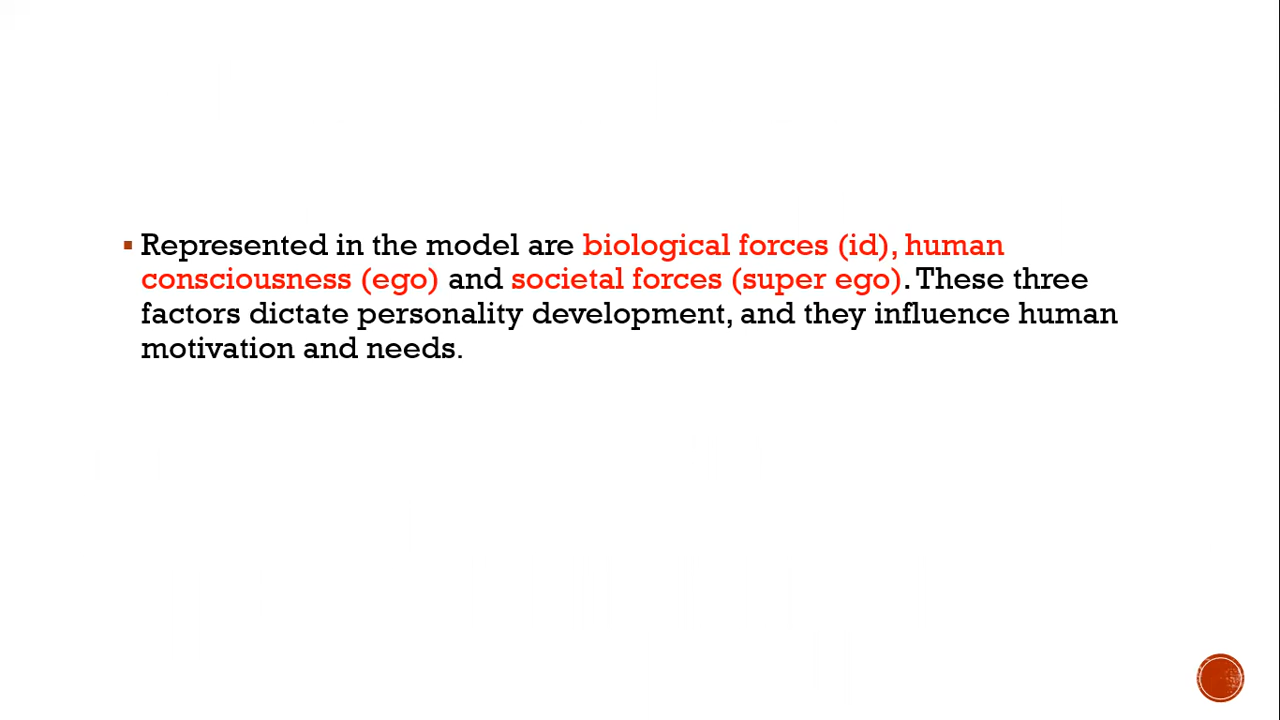 ▪ Represented in the model are biological forces (id), human
consciousness (ego) and societal forces (super ego). These three
factors dictate personality development, and they influence human
motivation and needs.